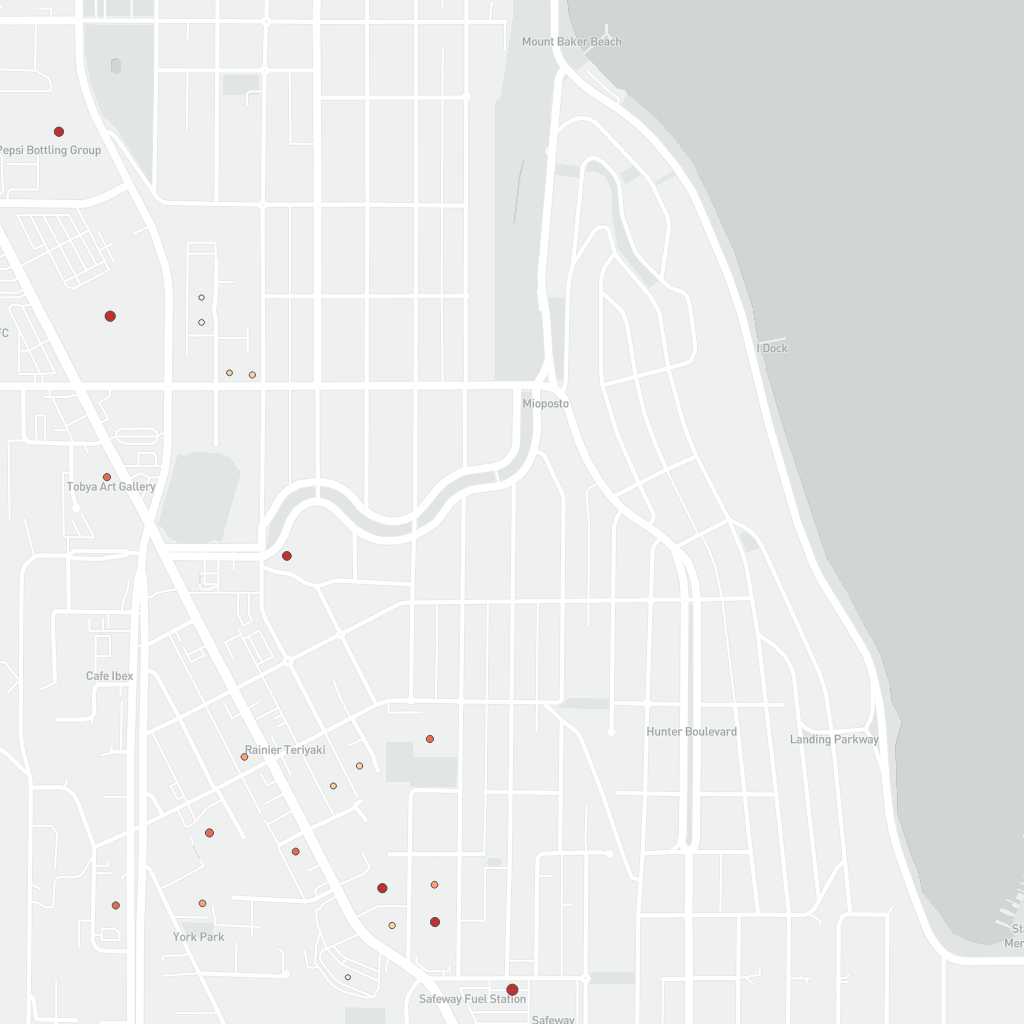 Mount Baker Beach
Pepsi Bottling Group
FC
Dock
Mioposto
Tobya Art Gallery
Cafe Ibex
Hunter Boulevard
Landing Parkway
Rainier Teriyaki
York Park
Safeway Fuel Station
Safeway